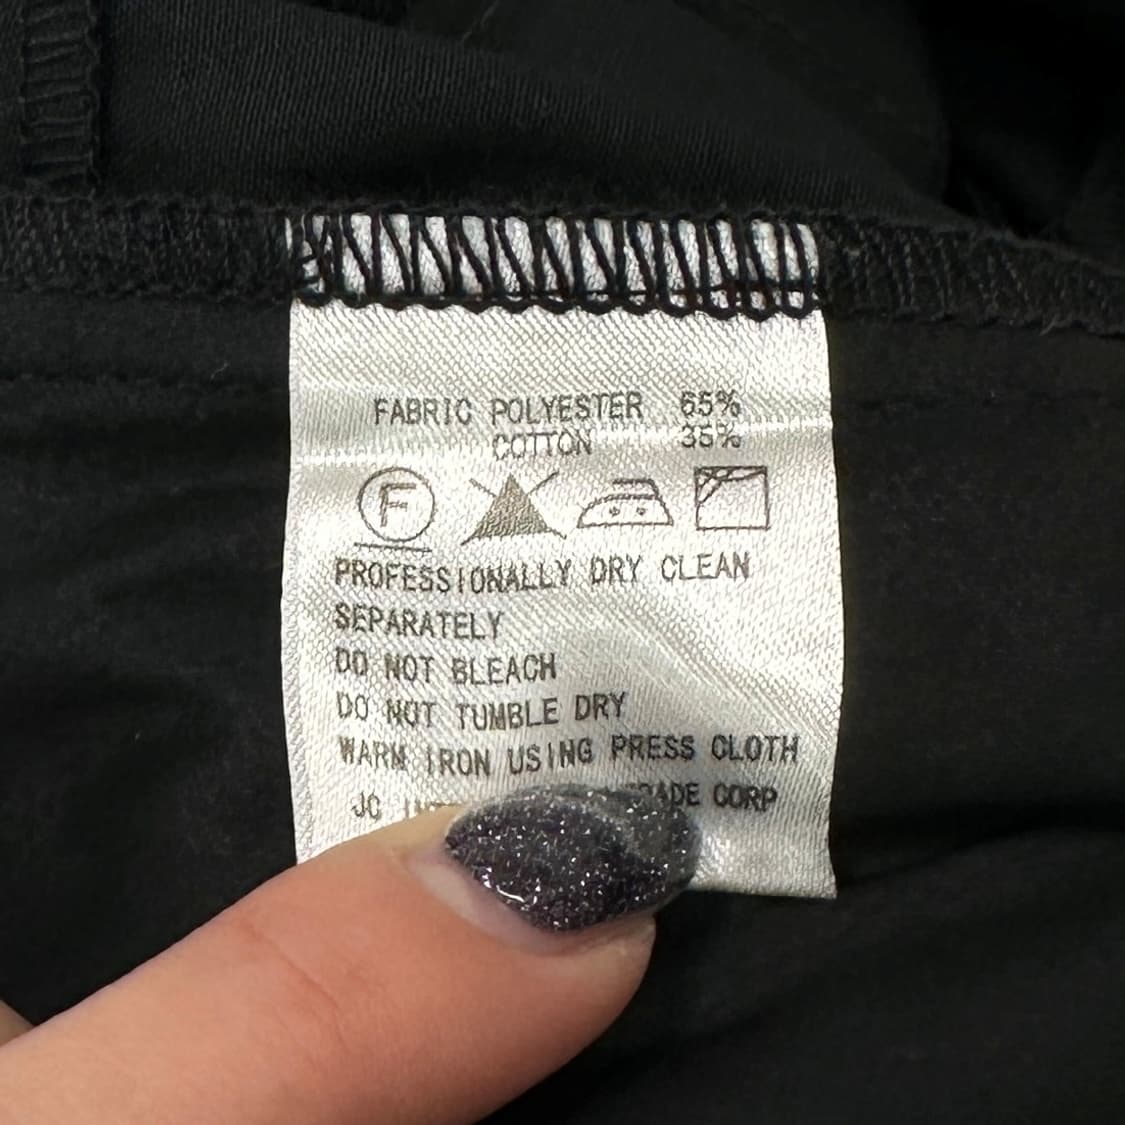 FABRIC POLYESTER 65%
COTTON 35%
F
PROFESSIONALLY DRY CLEAN
SEPARATELY
DO NOT BLEACH
DO NOT TUMBLE DRY
WARM IRON USING PRESS CLOTH
JC CORP